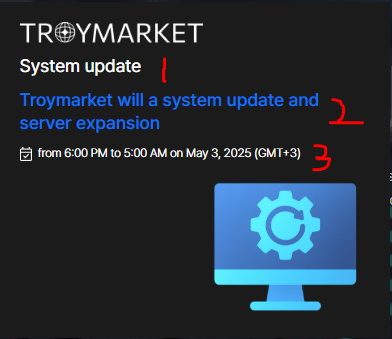 TROYMARKET
System update 1
Troymarket will a system update and
server expansion 2
from 6:00 PM to 5:00 AM on May 3, 2025 (GMT+3) 3